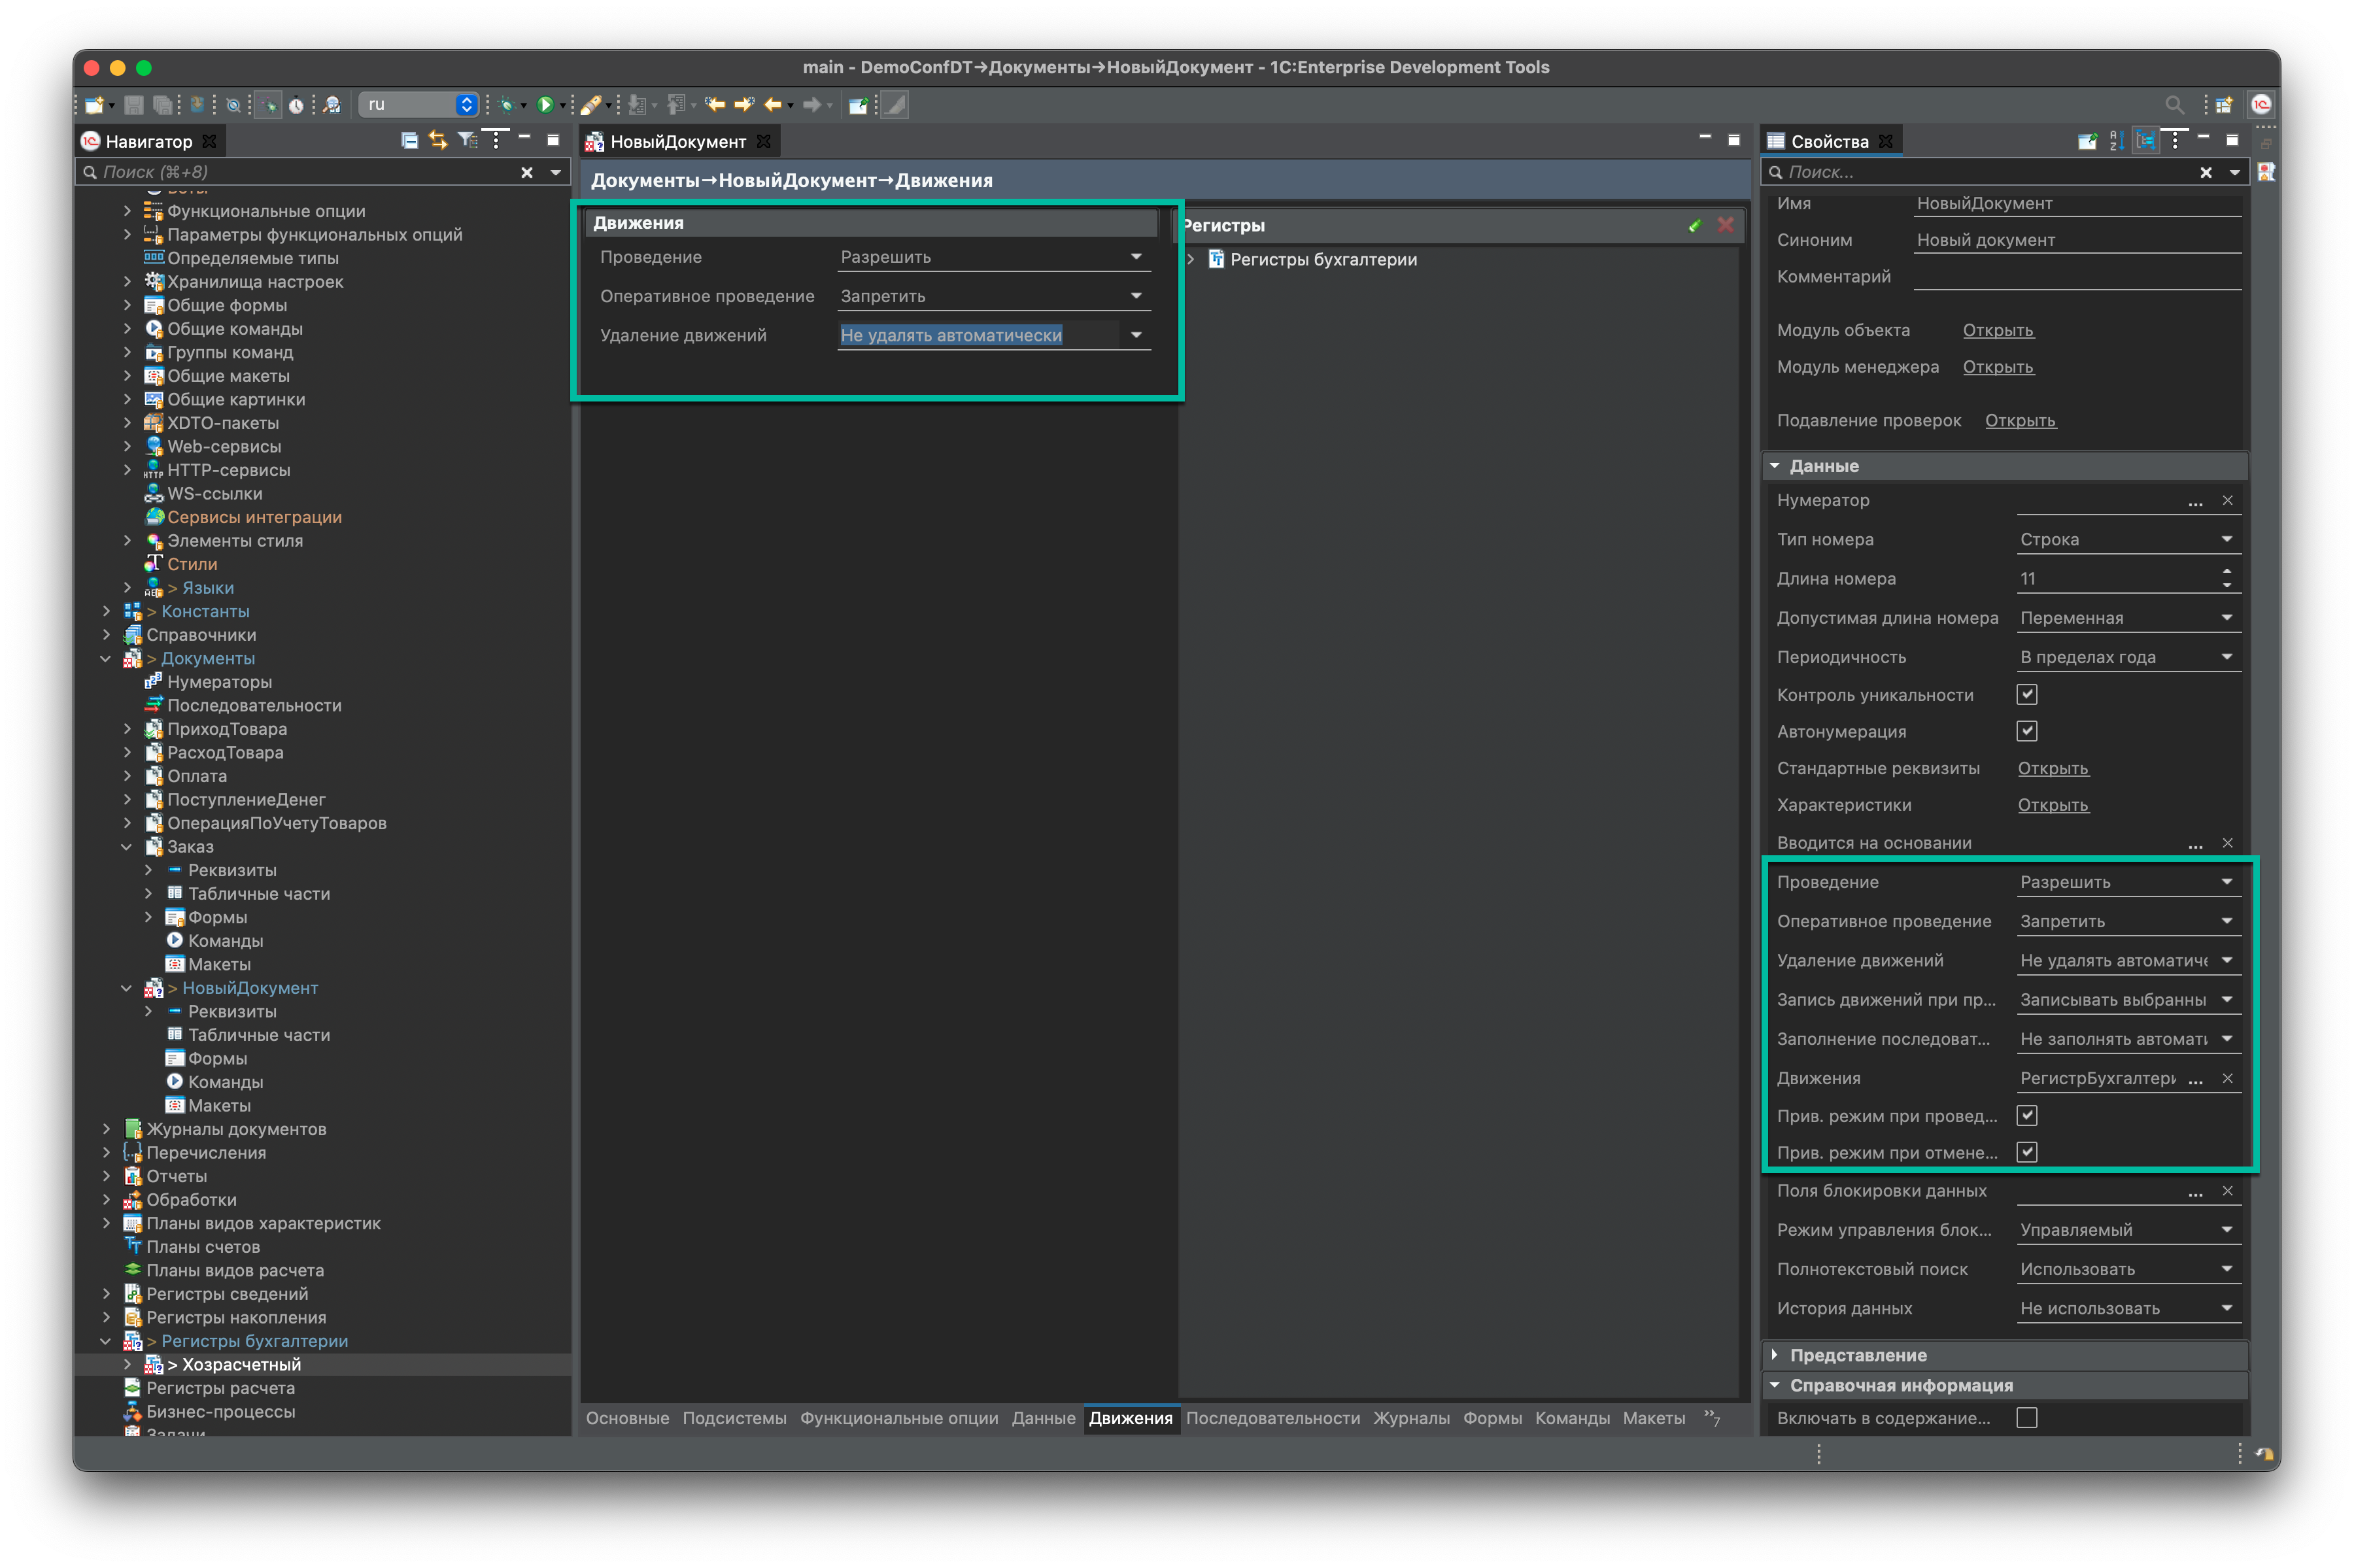 main - DemoConfDT→Документы→НовыйДокумент - 1C:Enterprise Development Tools
ru
Навигатор
Поиск (⌘+8)
Функциональные опции
Параметры функциональных опций
Определяемые типы
Хранилища настроек
Общие формы
Общие команды
Группы команд
Общие макеты
Общие картинки
XDTO-пакеты
Web-сервисы
HTTP-сервисы
WS-ссылки
Сервисы интеграции
Элементы стиля
Стили
> Языки
> Константы
Справочники
> Документы
Нумераторы
Последовательности
ПриходТовара
РасходТовара
Оплата
ПоступлениеДенег
ОперацияПоУчетуТоваров
Заказ
Реквизиты
Табличные части
Формы
Команды
Макеты
> НовыйДокумент
Реквизиты
Табличные части
Формы
Команды
Макеты
Журналы документов
Перечисления
Отчеты
Обработки
Планы видов характеристик
Планы счетов
Планы видов расчета
Регистры сведений
Регистры накопления
> Регистры бухгалтерии
> Хозрасчетный
Регистры расчета
Бизнес-процессы
Задачи
НовыйДокумент
Документы→НовыйДокумент→Движения
Движения
Проведение Разрешить
Оперативное проведение Запретить
Удаление движений Не удалять автоматически
Регистры
Регистры бухгалтерии
Основные Подсистемы Функциональные опции Данные Движения Последовательности Журналы Формы Команды Макеты »7
Свойства
Поиск...
Имя НовыйДокумент
Синоним Новый документ
Комментарий
Модуль объекта Открыть
Модуль менеджера Открыть
Подавление проверок Открыть
Данные
Нумератор ...
Тип номера Строка
Длина номера 11
Допустимая длина номера Переменная
Периодичность В пределах года
Контроль уникальности
Автонумерация
Стандартные реквизиты Открыть
Характеристики Открыть
Вводится на основании ...
Проведение Разрешить
Оперативное проведение Запретить
Удаление движений Не удалять автоматиче
Запись движений при пр... Записывать выбранны
Заполнение последоват... Не заполнять автомати
Движения РегистрБухгалтери ...
Прив. режим при провед...
Прив. режим при отмене...
Поля блокировки данных ...
Режим управления блок... Управляемый
Полнотекстовый поиск Использовать
История данных Не использовать
Представление
Справочная информация
Включать в содержание...